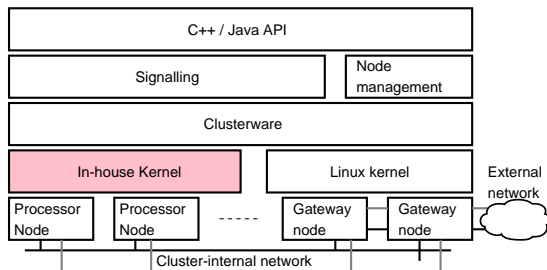 C++ / Java API
Signalling
Node
management
Clusterware
In-house Kernel
Linux kernel
External
network
Processor
Node
Processor
Node
Gateway
node
Gateway
node
Cluster-internal network